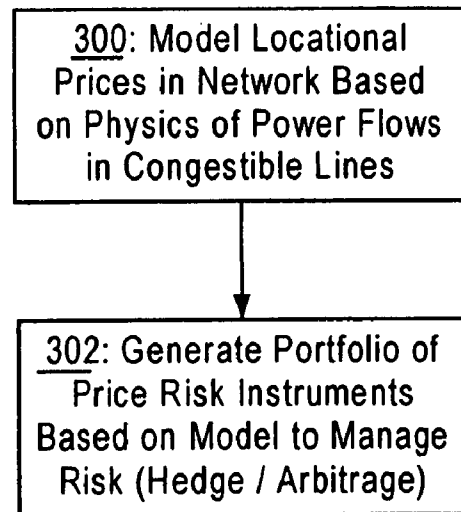 300: Model Locational
Prices in Network Based
on Physics of Power Flows
in Congestible Lines
302: Generate Portfolio of
Price Risk Instruments
Based on Model to Manage
Risk (Hedge / Arbitrage)